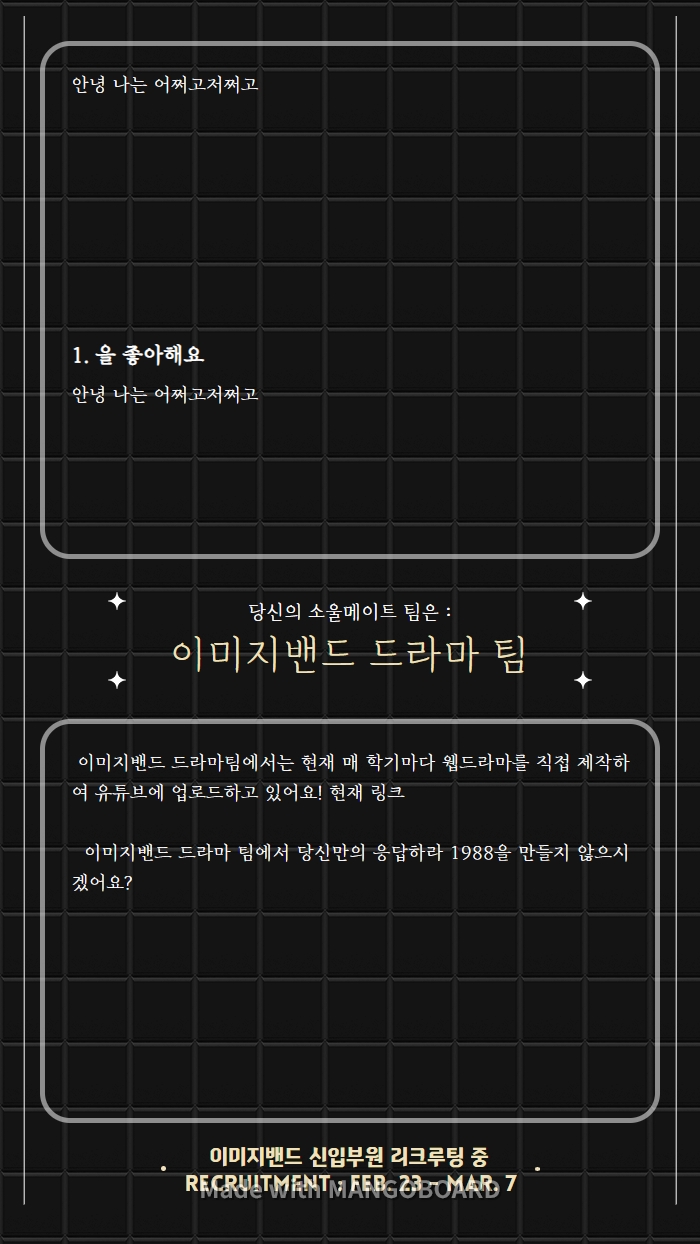 안녕 나는 어쩌고저쩌고
1. 을 좋아해요
안녕 나는 어쩌고저쩌고
당신의 소울메이트 팀은 :
이미지밴드 드라마 팀
이미지밴드 드라마팀에서는 현재 매 학기마다 웹드라마를 직접 제작하
여 유튜브에 업로드하고 있어요! 현재 링크
이미지밴드 드라마 팀에서 당신만의 응답하라 1988을 만들지 않으시
겠어요?
이미지밴드 신입부원 리크루팅 중
RECRUITMENT : FEB. 23 - MAR. 7
Made with MANGOBOARD